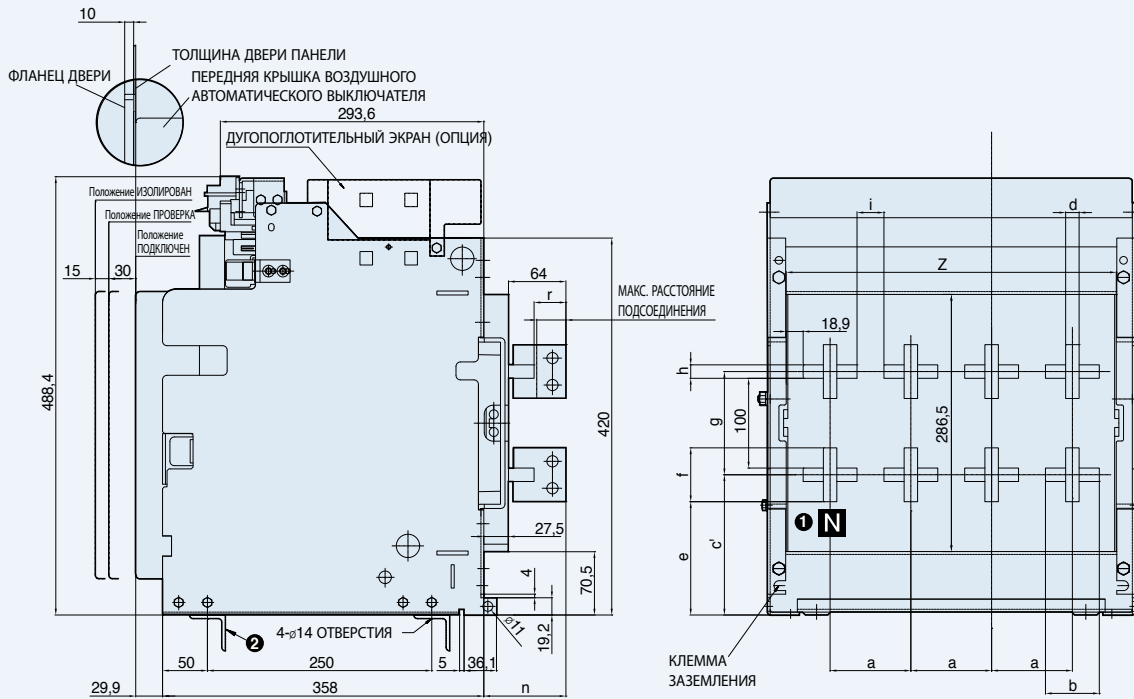 10
ТОЛЩИНА ДВЕРИ ПАНЕЛИ
ФЛАНЕЦ ДВЕРИ
ПЕРЕДНЯЯ КРЫШКА ВОЗДУШНОГО
АВТОМАТИЧЕСКОГО ВЫКЛЮЧАТЕЛЯ
293,6
ДУГОПОГЛОТИТЕЛЬНЫЙ ЭКРАН (ОПЦИЯ)
Положение ИЗОЛИРОВАН
Положение ПРОВЕРКА
Положение
ПОДКЛЮЧЕН
15
30
64
r
МАКС. РАССТОЯНИЕ
ПОДСОЕДИНЕНИЯ
488,4
420
27,5
4
70,5
ø11
19,2
4-ø14 ОТВЕРСТИЯ
2
50
250
5
36,1
29,9
358
n
i
d
Z
18,9
h
g
100
286,5
f
e
c'
1 N
КЛЕММА
ЗАЗЕМЛЕНИЯ
a
a
a
b